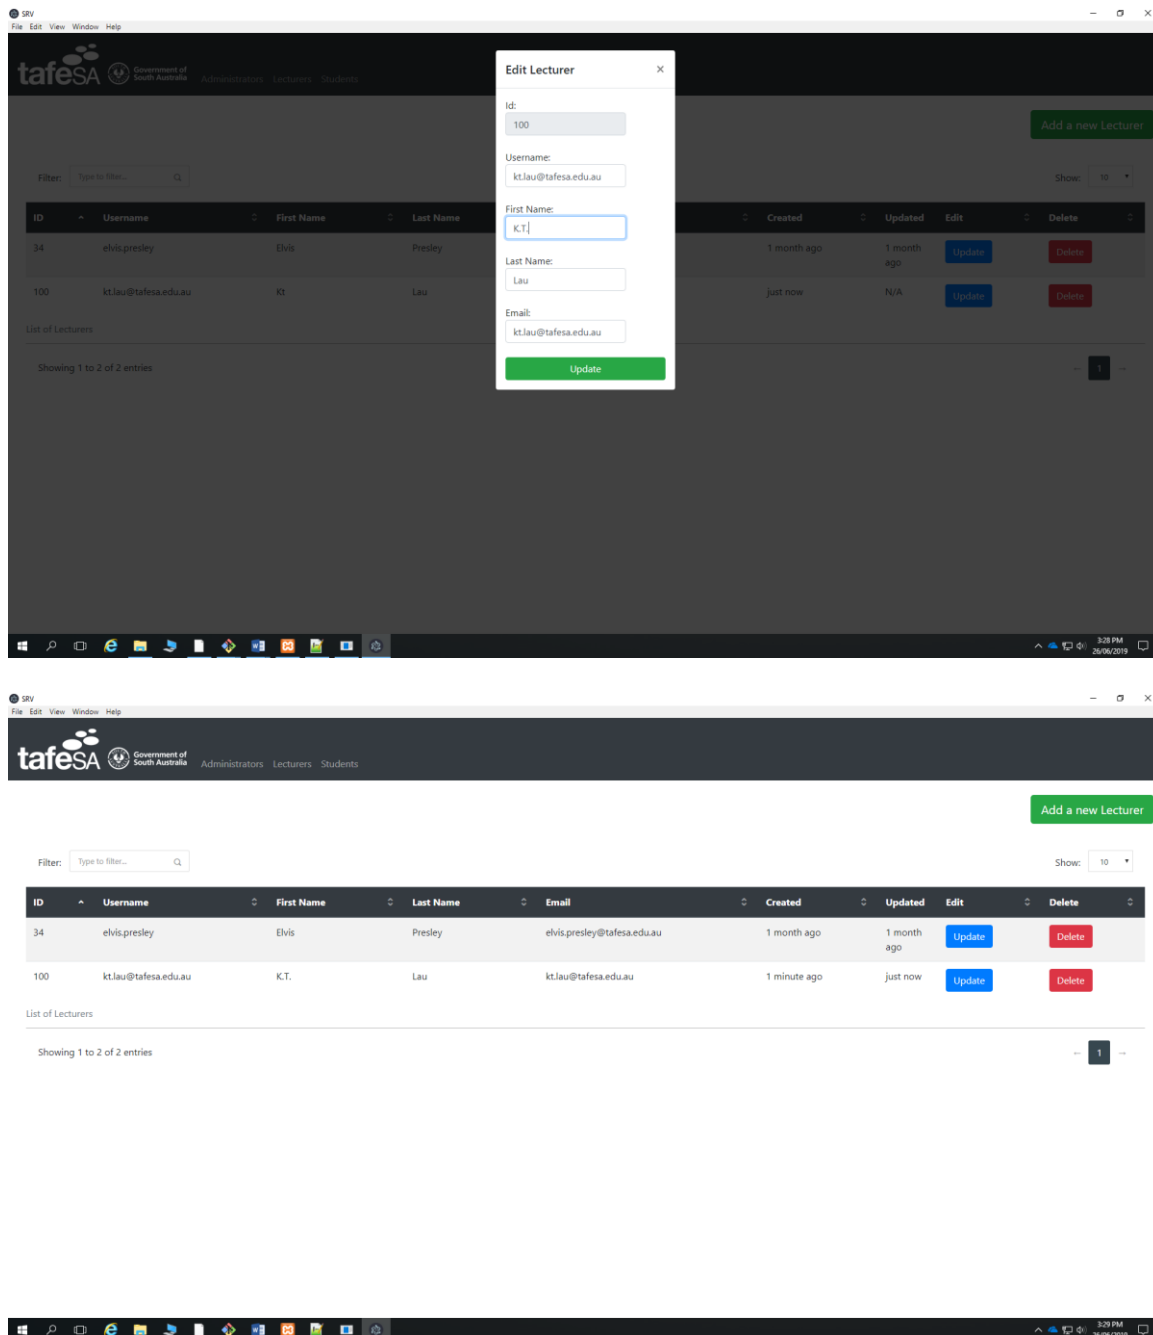 SRV
File Edit View Window Help
tafeSA Government of South Australia Administrators Lecturers Students
Edit Lecturer ×
Id:
100
Add a new Lecturer
Username:
kt.lau@tafesa.edu.au
Filter: Type to filter... Show: 10
First Name:
K.T.
ID Username First Name Last Name Created Updated Edit Delete
34 elvis.presley Elvis Presley 1 month ago 1 month ago Update Delete
Last Name:
Lau
100 kt.lau@tafesa.edu.au Kt Lau just now N/A Update Delete
Email:
kt.lau@tafesa.edu.au
List of Lecturers
Showing 1 to 2 of 2 entries
Update
← 1 →
3:28 PM
26/06/2019
SRV
File Edit View Window Help
tafeSA Government of South Australia Administrators Lecturers Students
Add a new Lecturer
Filter: Type to filter... Show: 10
ID Username First Name Last Name Email Created Updated Edit Delete
34 elvis.presley Elvis Presley elvis.presley@tafesa.edu.au 1 month ago 1 month ago Update Delete
100 kt.lau@tafesa.edu.au K.T. Lau kt.lau@tafesa.edu.au 1 minute ago just now Update Delete
List of Lecturers
Showing 1 to 2 of 2 entries ← 1 →
3:29 PM
26/06/2019